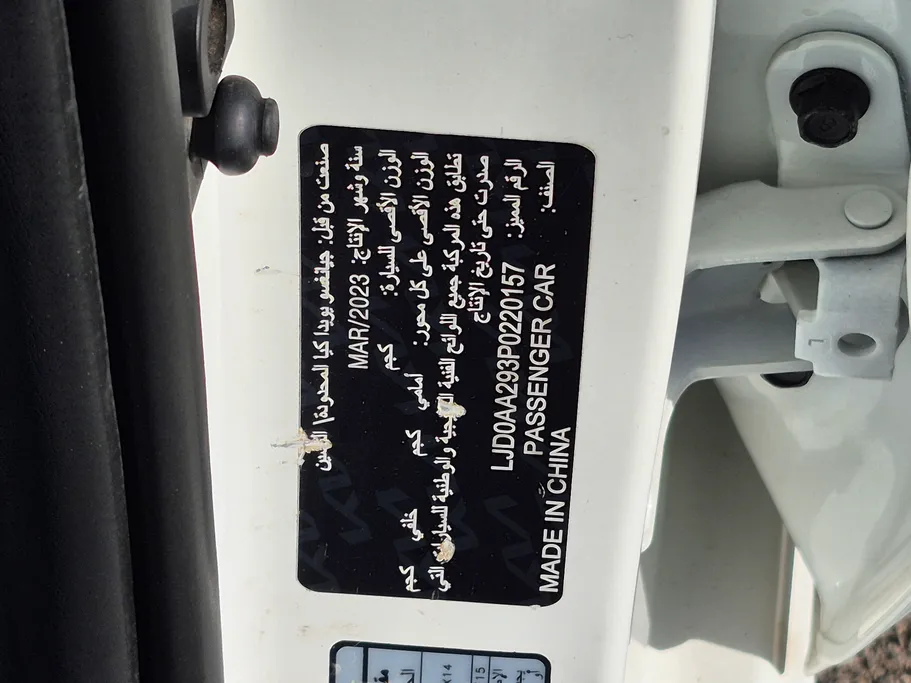 صنعت من قبل: جيانغسو يويدا كيا المحدودة\ الصين
سنة وشهر الإنتاج: MAR/2023
الوزن الأقصى للسيارة: كجم
الوزن الأقصى على كل محور: أمامي كجم خلفي كجم
تطابق هذه المركبة جميع اللوائح الفنية الخليجية والوطنية للسيارات التي
صدرت حتى تاريخ الإنتاج
الرقم المميز: LJD0AA293P0220157
الصنف: PASSENGER CAR
MADE IN CHINA